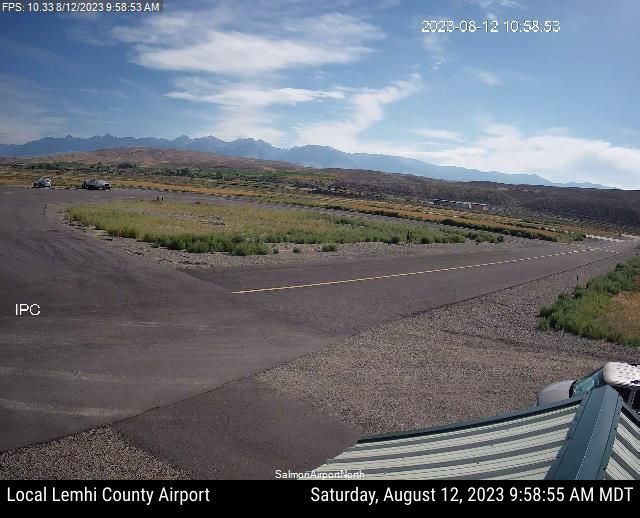 FPS: 10.33 8/12/2023 9:58:53 AM
2023-08-12 10:58:53
IPC
SalmonAirportNorth
Local Lemhi County Airport
Saturday, August 12, 2023 9:58:55 AM MDT